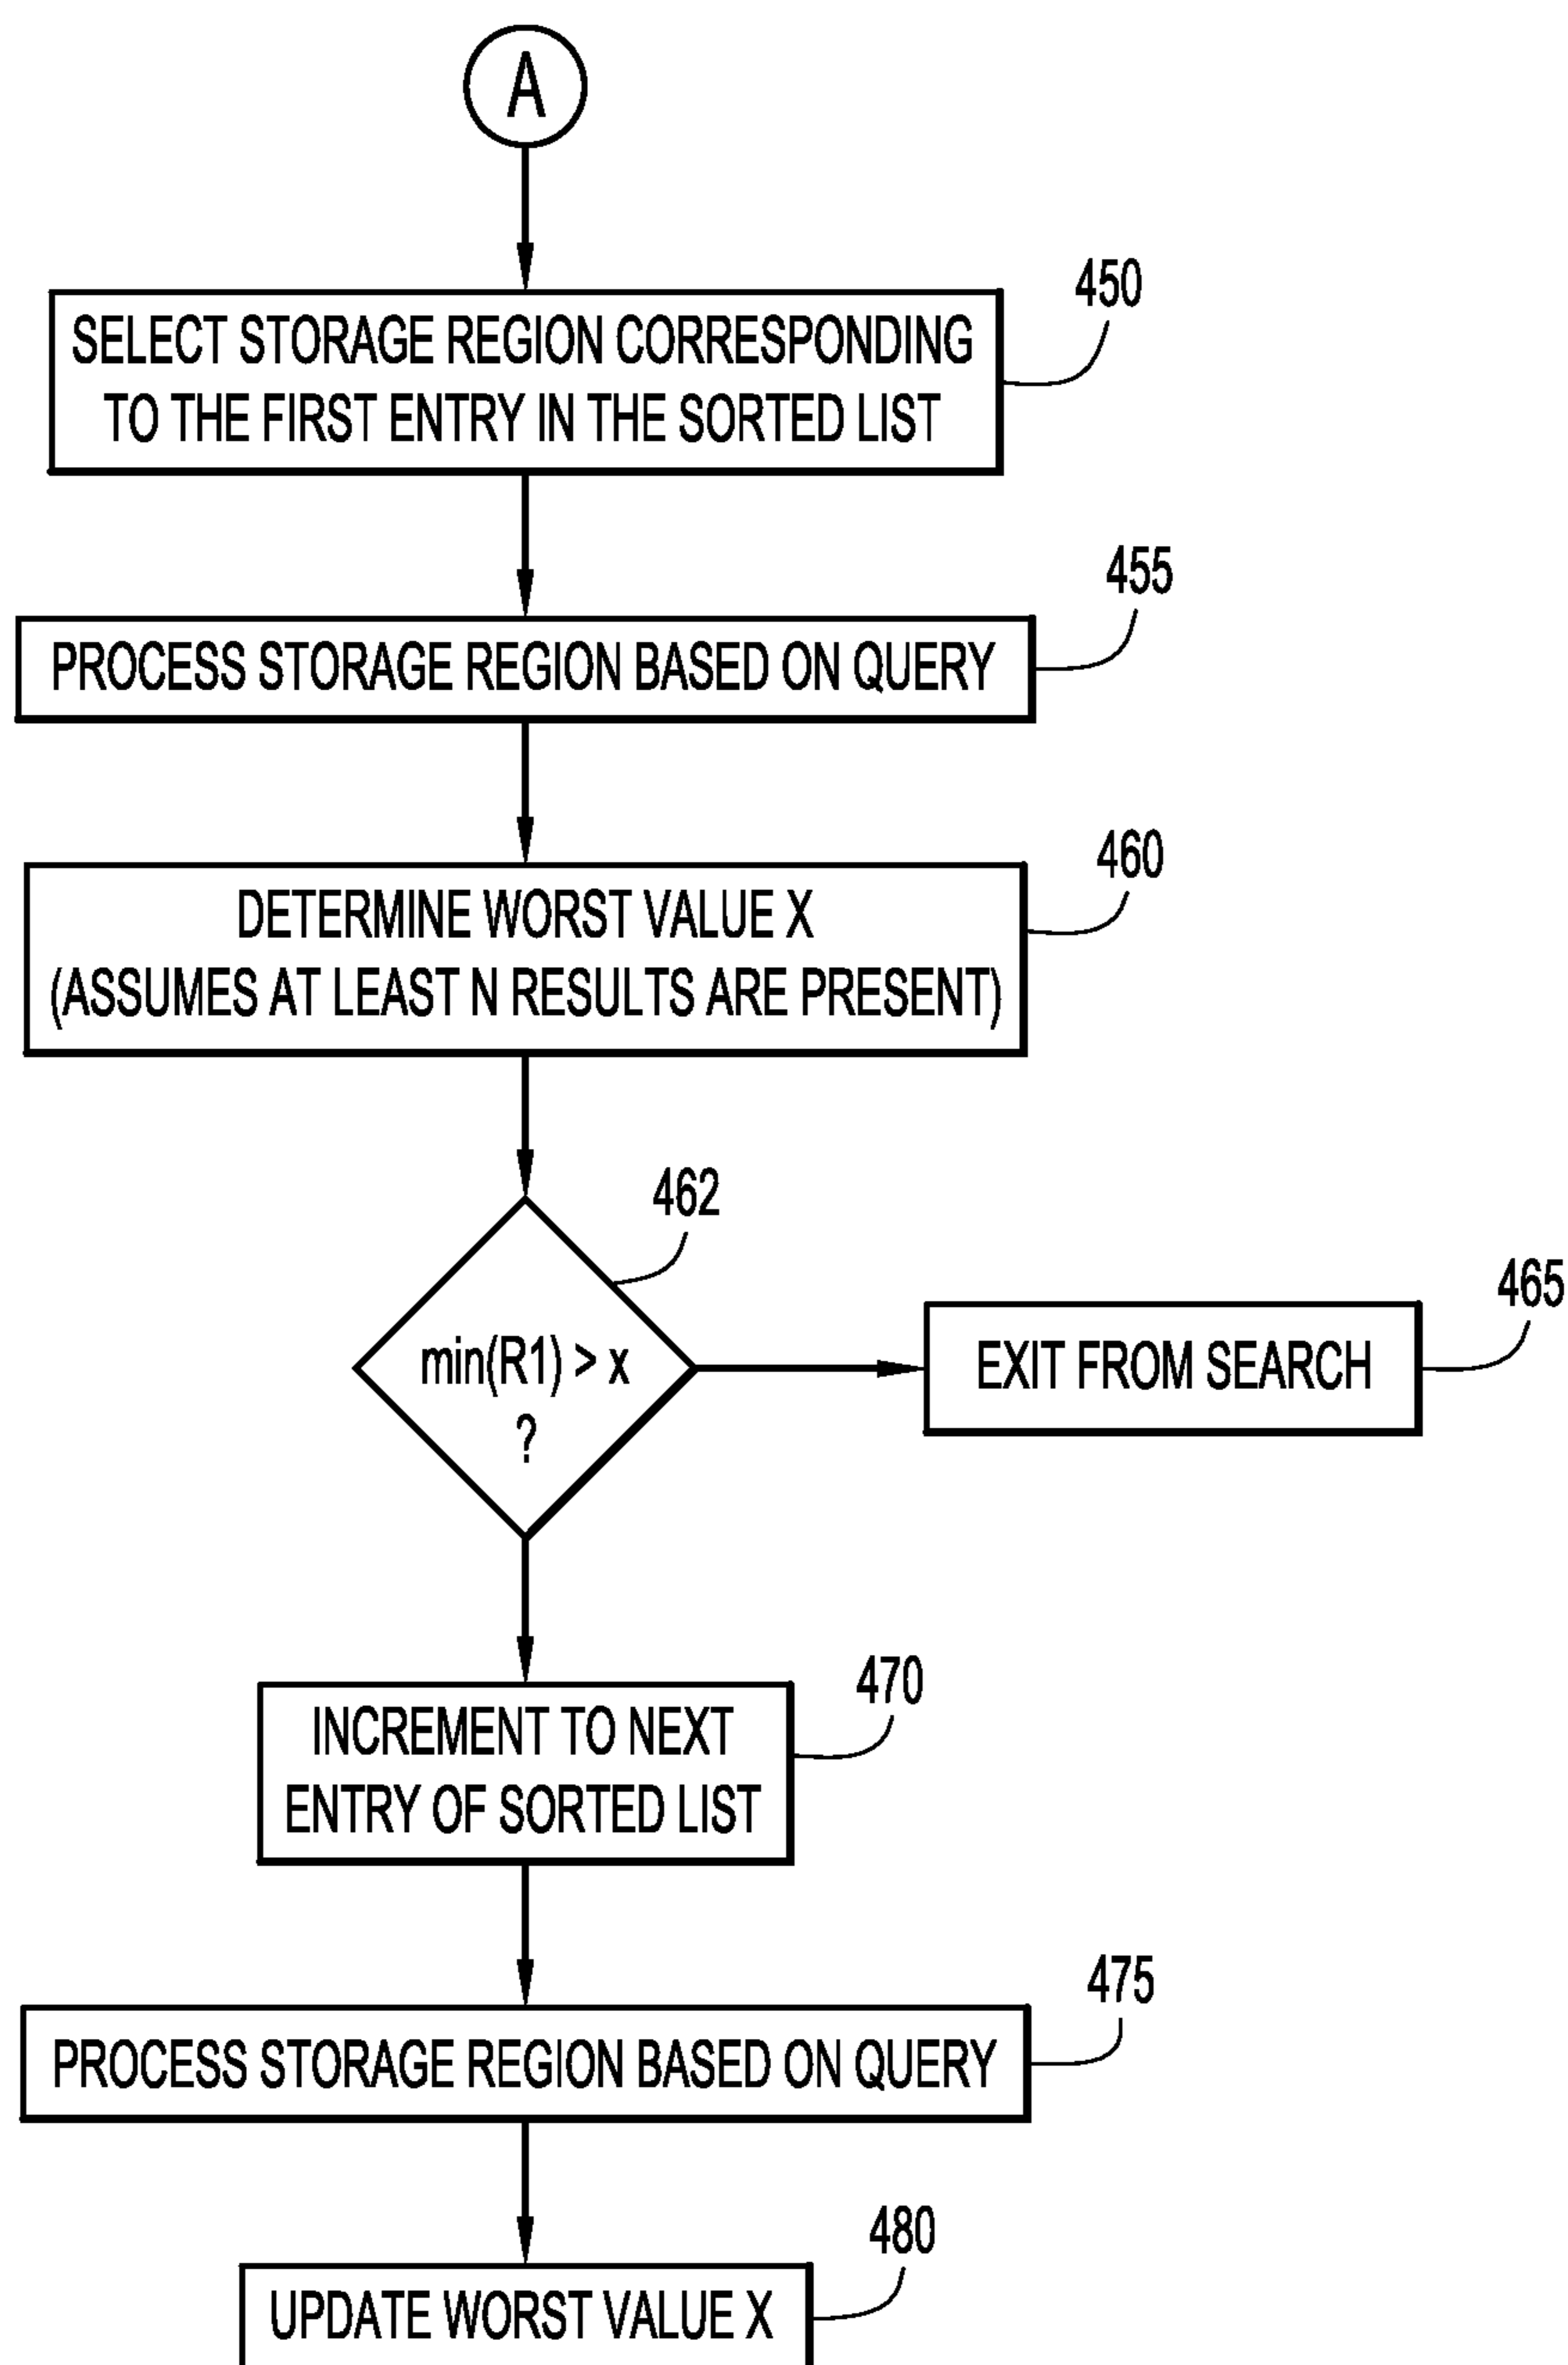 A
450
SELECT STORAGE REGION CORRESPONDING
TO THE FIRST ENTRY IN THE SORTED LIST
455
PROCESS STORAGE REGION BASED ON QUERY
460
DETERMINE WORST VALUE X
(ASSUMES AT LEAST N RESULTS ARE PRESENT)
462
min(R1) > x
?
465
EXIT FROM SEARCH
470
INCREMENT TO NEXT
ENTRY OF SORTED LIST
475
PROCESS STORAGE REGION BASED ON QUERY
480
UPDATE WORST VALUE X